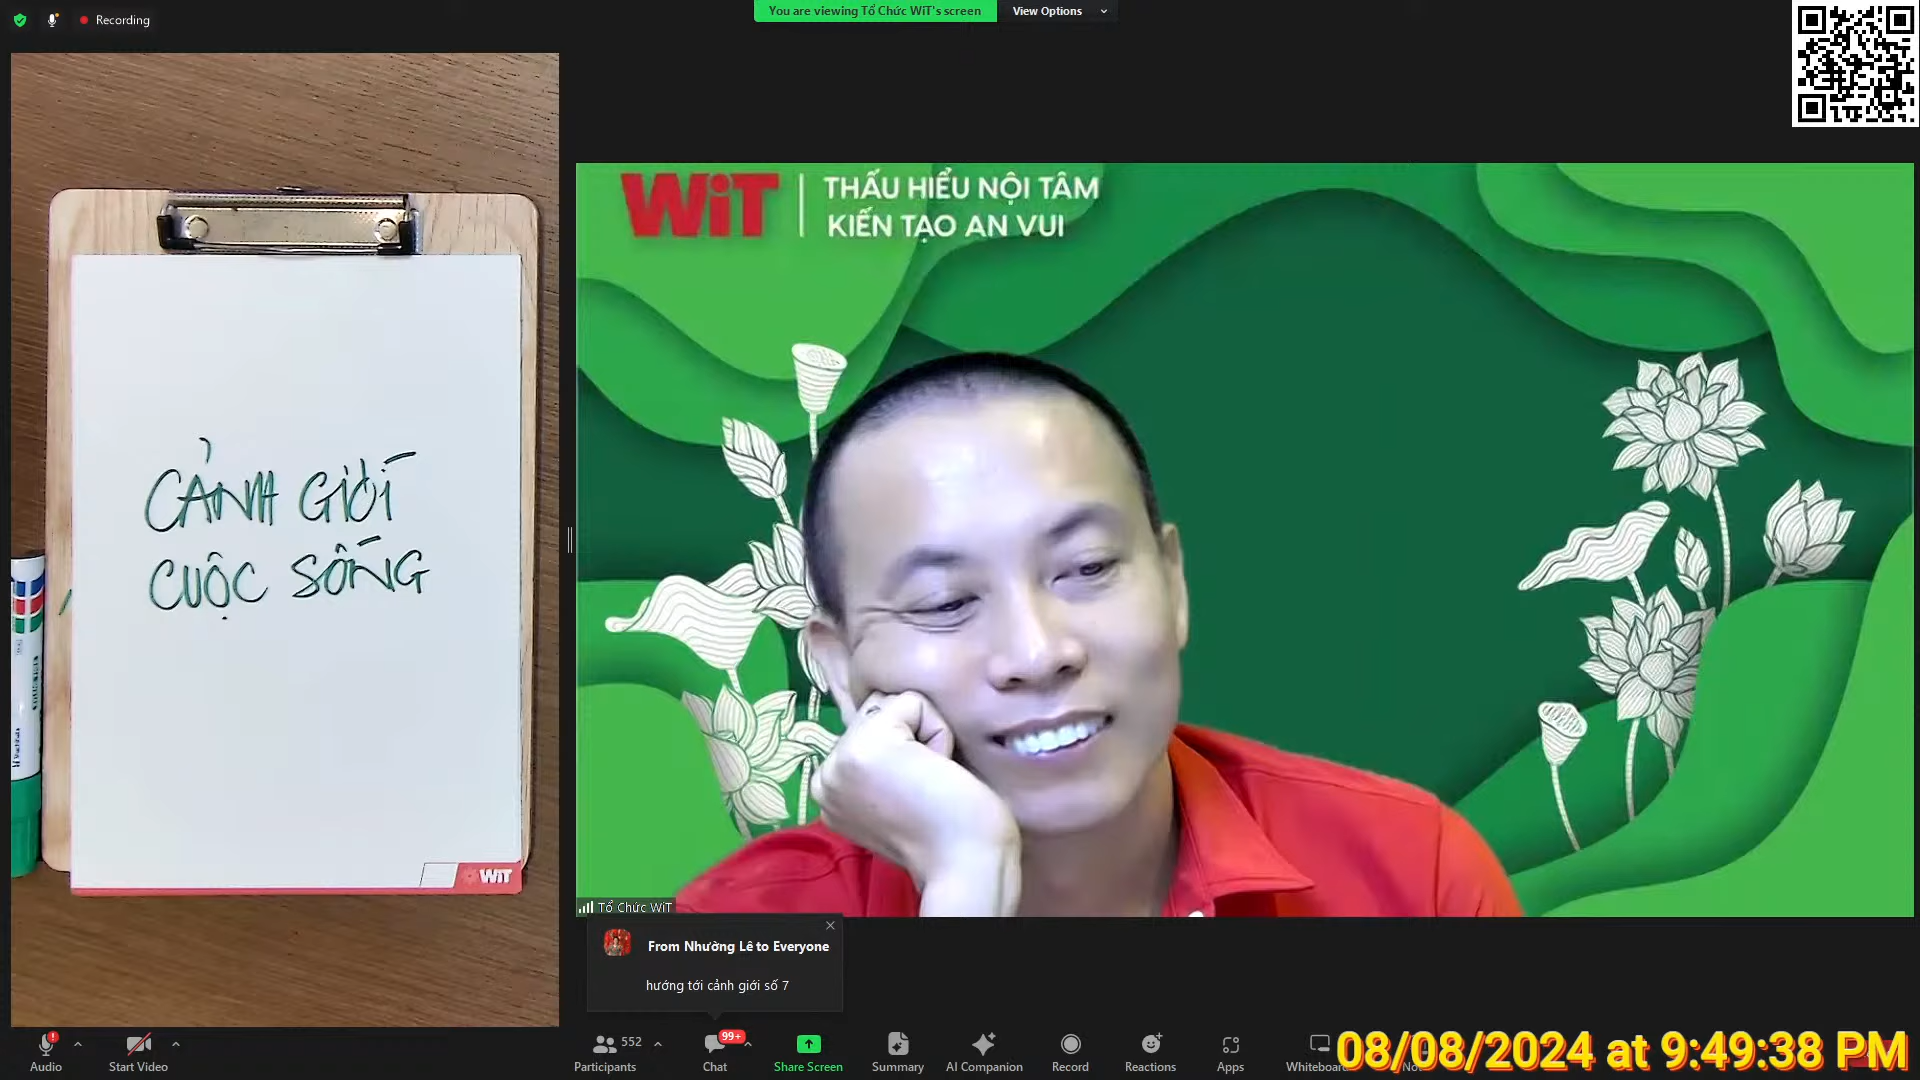 Recording
You are viewing Tổ Chức WiT's screen
View Options
CẢNH GIỚI
CUỘC SỐNG
WiT
WiT
THẤU HIỂU NỘI TÂM
KIẾN TẠO AN VUI
Tổ Chức WiT
From Nhường Lê to Everyone
hướng tới cảnh giới số 7
Audio
Start Video
552
Participants
99+
Chat
Share Screen
Summary
AI Companion
Record
Reactions
Apps
Whiteboard
08/08/2024 at 9:49:38 PM